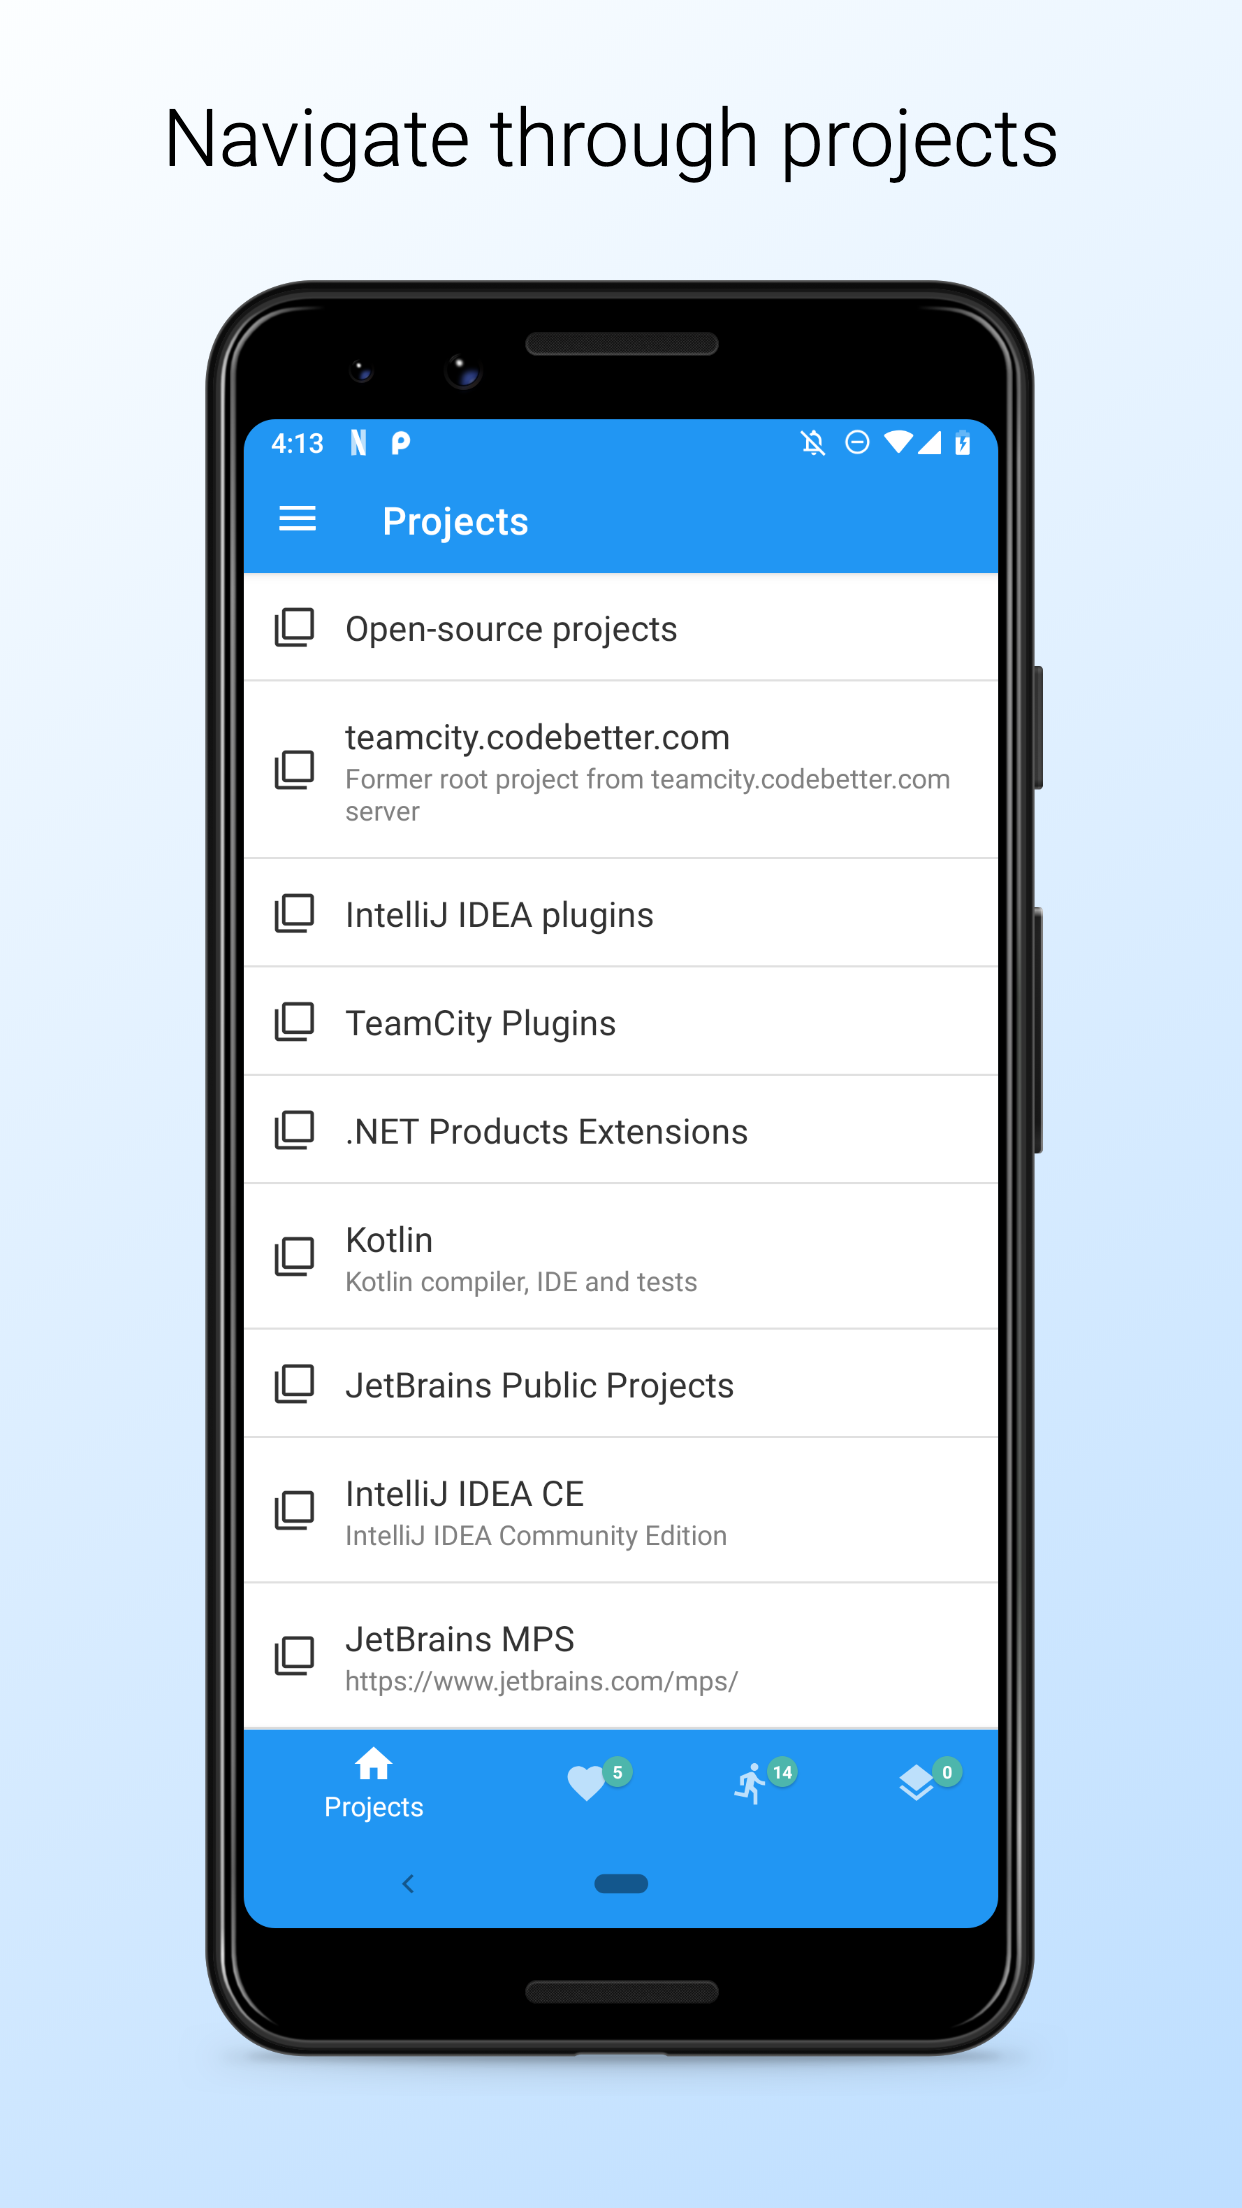 Navigate through projects
4:13
Projects
Open-source projects
teamcity.codebetter.com
Former root project from teamcity.codebetter.com
server
IntelliJ IDEA plugins
TeamCity Plugins
.NET Products Extensions
Kotlin
Kotlin compiler, IDE and tests
JetBrains Public Projects
IntelliJ IDEA CE
IntelliJ IDEA Community Edition
JetBrains MPS
https://www.jetbrains.com/mps/
5
14
0
Projects